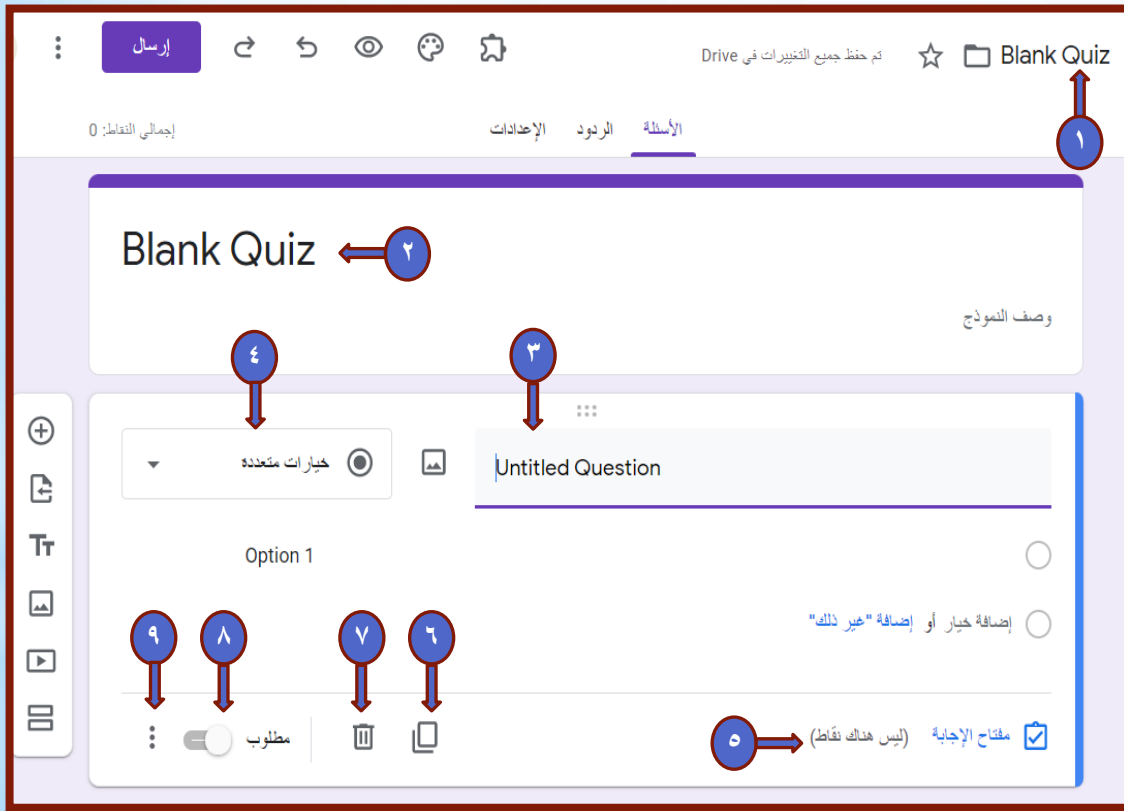 Blank Quiz
تم حفظ جميع التغييرات في Drive
إرسال
١
الأسئلة
الردود
الإعدادات
إجمالي النقاط: 0
Blank Quiz
٢
وصف النموذج
٣
٤
Untitled Question
خيارات متعددة
Option 1
إضافة خيار أو إضافة "غير ذلك"
٦
٧
٨
٩
مفتاح الإجابة (ليس هناك نقاط)
٥
مطلوب